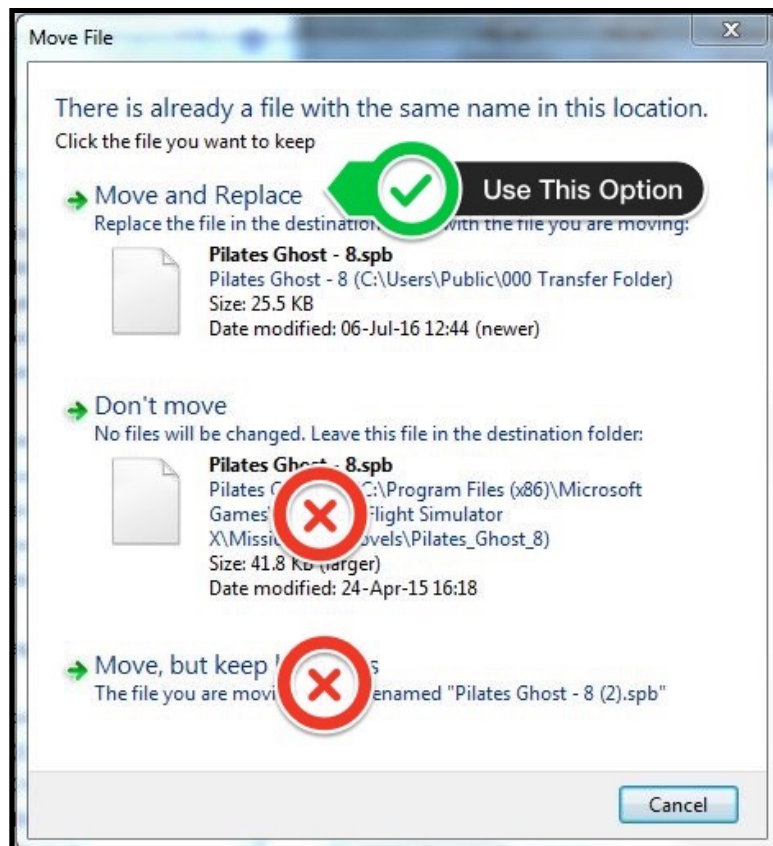 Move File
X
There is already a file with the same name in this location.
Click the file you want to keep
Move and Replace
Use This Option
Replace the file in the destination with the file you are moving:
Pilates Ghost - 8.spb
Pilates Ghost - 8 (C:\Users\Public\000 Transfer Folder)
Size: 25.5 KB
Date modified: 06-Jul-16 12:44 (newer)
Don't move
No files will be changed. Leave this file in the destination folder:
Pilates Ghost - 8.spb
Pilates C:\Program Files (x86)\Microsoft
Games\ Flight Simulator
X\Missio ovels\Pilates_Ghost_8)
Size: 41.8 KB (larger)
Date modified: 24-Apr-15 16:18
Move, but keep
The file you are movi enamed "Pilates Ghost - 8 (2).spb"
Cancel